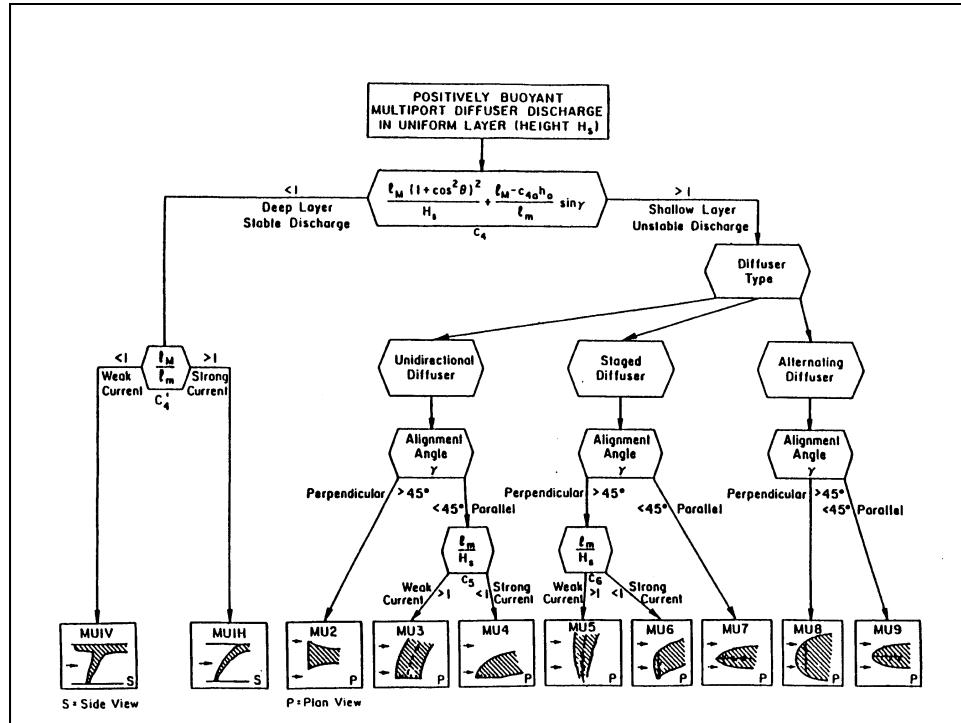 POSITIVELY BUOYANT
MULTIPORT DIFFUSER DISCHARGE
IN UNIFORM LAYER (HEIGHT Hs)
<1
Deep Layer
Stable Discharge
ℓM (1+cos²θ)²
Hs
+
ℓM-c4a ho
ℓm
sinγ
C4
>1
Shallow Layer
Unstable Discharge
Diffuser
Type
<1
Weak
Current
ℓM
ℓm
C4'
>1
Strong
Current
Unidirectional
Diffuser
Staged
Diffuser
Alternating
Diffuser
Alignment
Angle
γ
Alignment
Angle
γ
Alignment
Angle
γ
Perpendicular >45°
<45° Parallel
Perpendicular >45°
<45° Parallel
Perpendicular >45°
<45° Parallel
ℓm
Hs
C5
ℓm
Hs
C6
Weak
Current
>1
<1
Strong
Current
Weak
Current
>1
<1
Strong
Current
MU1V
S
MU1H
S
MU2
P
MU3
P
MU4
P
MU5
P
MU6
P
MU7
P
MU8
P
MU9
P
S = Side View
P = Plan View